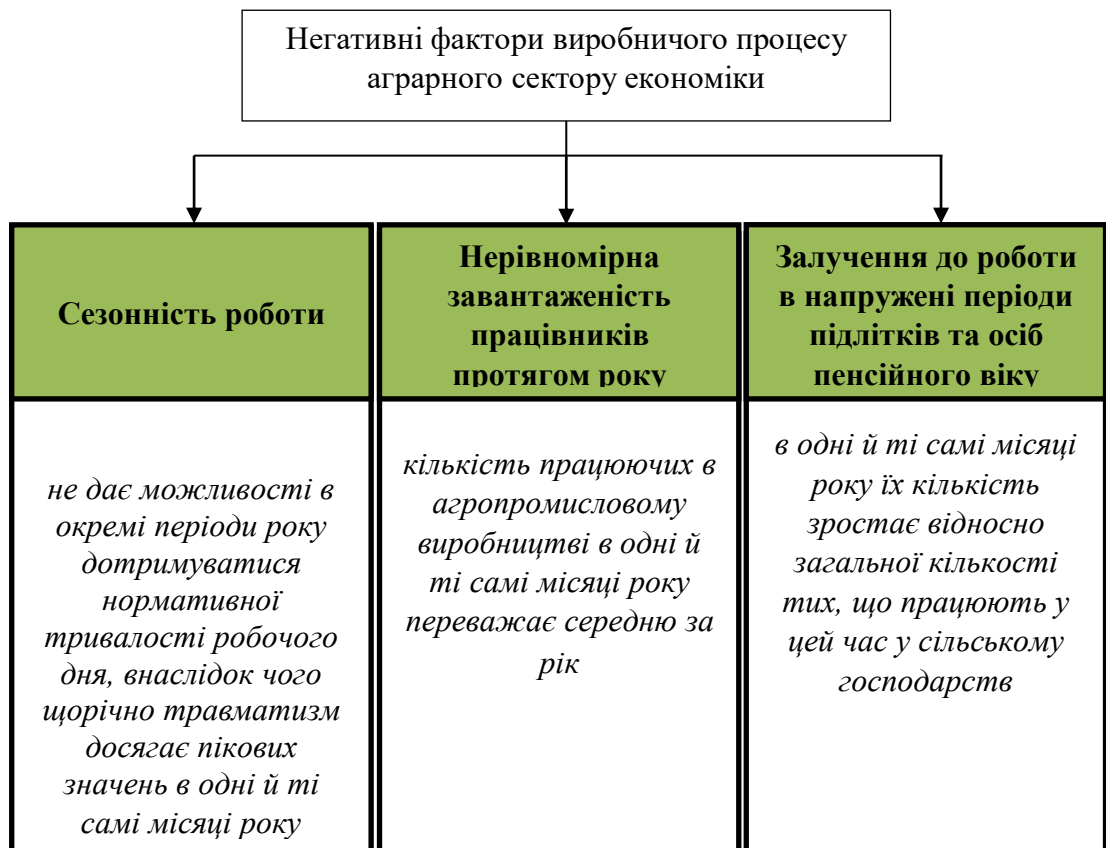 Негативні фактори виробничого процесу
аграрного сектору економіки
Сезонність роботи
Нерівномірна
завантаженість
працівників
протягом року
Залучення до роботи
в напружені періоди
підлітків та осіб
пенсійного віку
не дає можливості в
окремі періоди року
дотримуватися
нормативної
тривалості робочого
дня, внаслідок чого
щорічно травматизм
досягає пікових
значень в одні й ті
самі місяці року
кількість працюючих в
агропромисловому
виробництві в одні й
ті самі місяці року
переважає середню за
рік
в одні й ті самі місяці
року їх кількість
зростає відносно
загальної кількості
тих, що працюють у
цей час у сільському
господарств